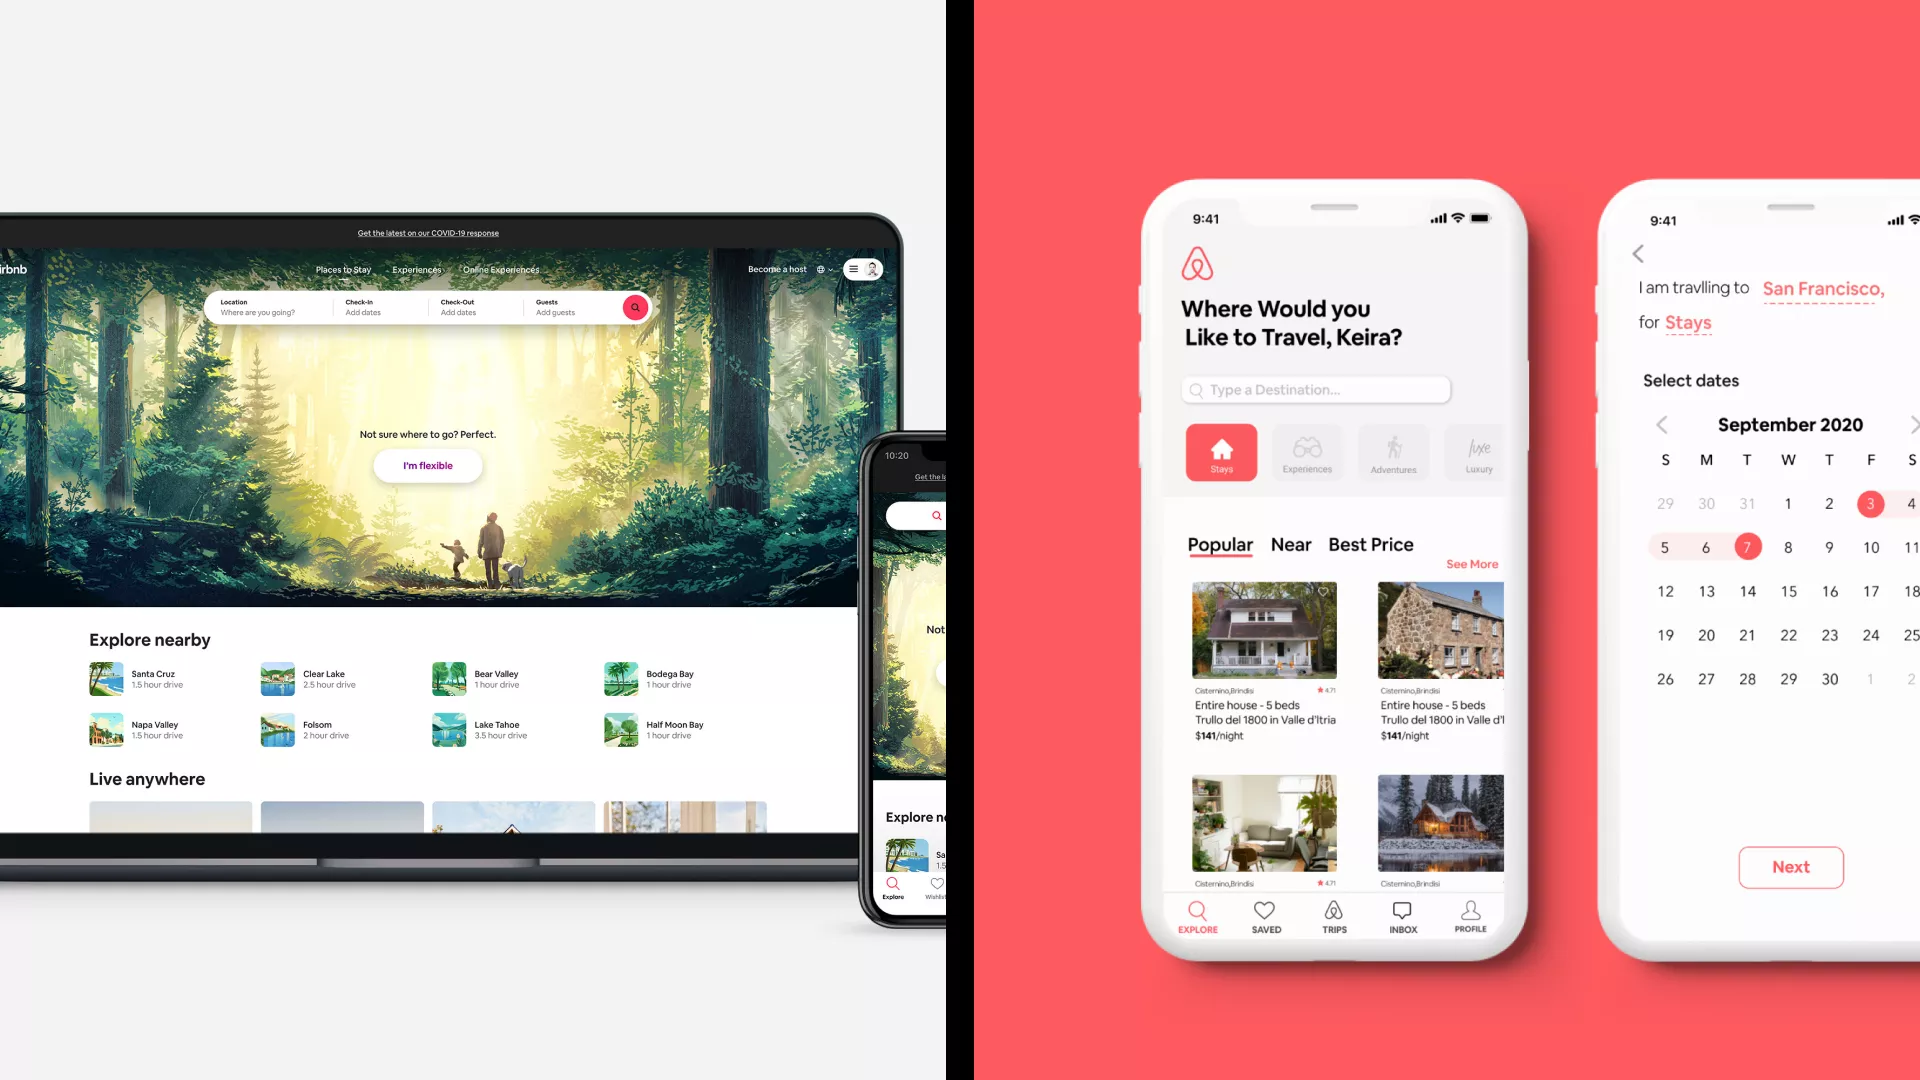 Get the latest on our COVID-19 response
irbnb
Places to Stay Experiences Online Experiences
Become a host
Location Check-In Check-Out Guests
Where are you going? Add dates Add dates Add guests
Not sure where to go? Perfect.
I'm flexible
Explore nearby
Santa Cruz
1.5 hour drive
Clear Lake
2.5 hour drive
Bear Valley
1 hour drive
Bodega Bay
1 hour drive
Napa Valley
1.5 hour drive
Folsom
2 hour drive
Lake Tahoe
3.5 hour drive
Half Moon Bay
1 hour drive
Live anywhere
10:20
Get the la
Not
Explore ne
Sa
1.5
Explore Wishlis
9:41
Where Would you
Like to Travel, Keira?
Type a Destination...
Stays Experiences Adventures Luxury
luxe
Popular Near Best Price
See More
Cisternino,Brindisi 4.71
Entire house - 5 beds
Trullo del 1800 in Valle d'Itria
$141/night
Cisternino,Brindisi
Entire house - 5 beds
Trullo del 1800 in Valle d'I
$141/night
Cisternino,Brindisi 4.71
Cisternino,Brindisi
EXPLORE SAVED TRIPS INBOX PROFILE
9:41
I am travlling to San Francisco,
for Stays
Select dates
September 2020
S M T W T F S
29 30 31 1 2 3 4
5 6 7 8 9 10 11
12 13 14 15 16 17 18
19 20 21 22 23 24 25
26 27 28 29 30 1 2
Next